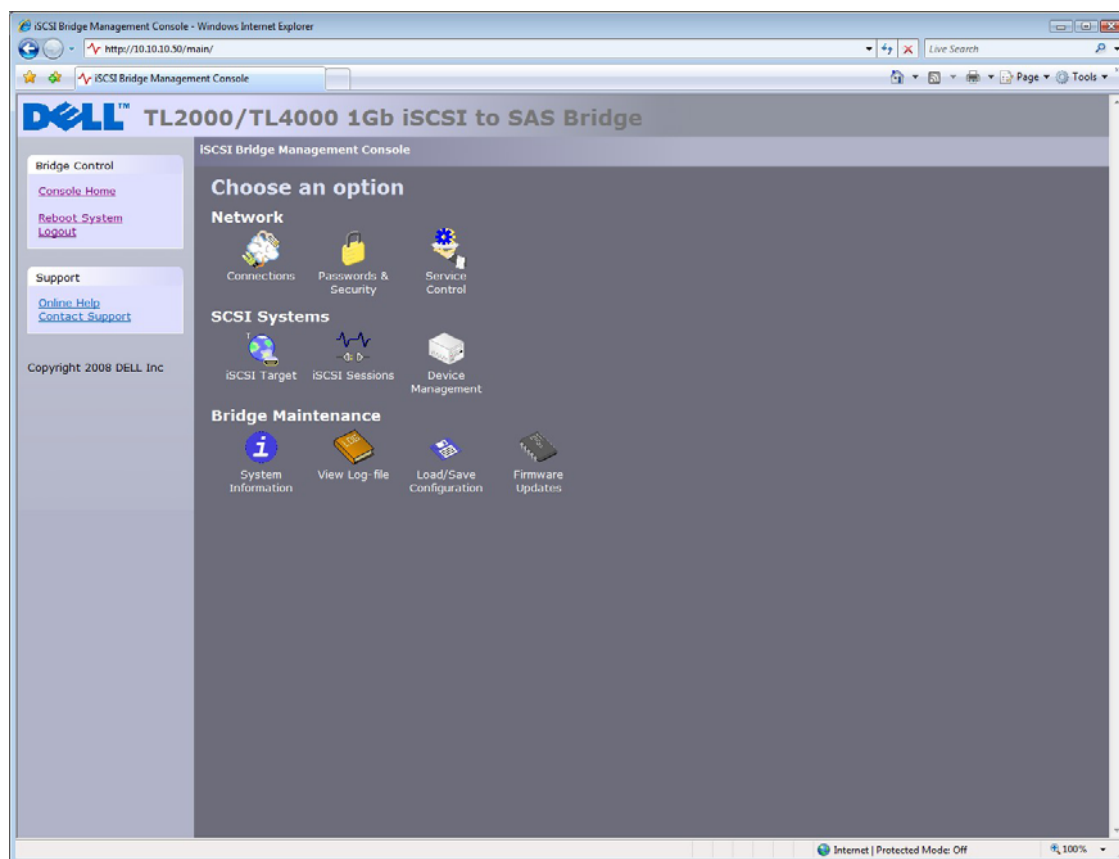 iSCSI Bridge Management Console - Windows Internet Explorer
http://10.10.10.50/main/
Live Search
iSCSI Bridge Management Console
Page
Tools
DELL™ TL2000/TL4000 1Gb iSCSI to SAS Bridge
iSCSI Bridge Management Console
Bridge Control
Console Home
Reboot System
Logout
Support
Online Help
Contact Support
Copyright 2008 DELL Inc
Choose an option
Network
Connections
Passwords &
Security
Service
Control
SCSI Systems
iSCSI Target
iSCSI Sessions
Device
Management
Bridge Maintenance
System
Information
View Log-file
Load/Save
Configuration
Firmware
Updates
Internet | Protected Mode: Off
100%